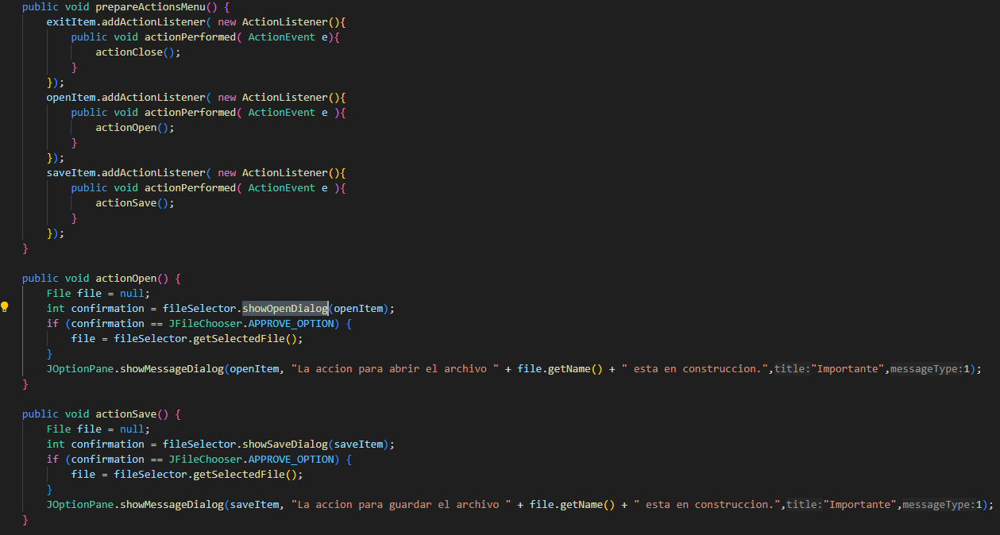 public void prepareActionsMenu() {
exitItem.addActionListener( new ActionListener(){
public void actionPerformed( ActionEvent e){
actionClose();
}
});
openItem.addActionListener( new ActionListener(){
public void actionPerformed( ActionEvent e ){
actionOpen();
}
});
saveItem.addActionListener( new ActionListener(){
public void actionPerformed( ActionEvent e ){
actionSave();
}
});
}
public void actionOpen() {
File file = null;
int confirmation = fileSelector.showOpenDialog(openItem);
if (confirmation == JFileChooser.APPROVE_OPTION) {
file = fileSelector.getSelectedFile();
}
JOptionPane.showMessageDialog(openItem, "La accion para abrir el archivo " + file.getName() + " esta en construccion.",title:"Importante",messageType:1);
}
public void actionSave() {
File file = null;
int confirmation = fileSelector.showSaveDialog(saveItem);
if (confirmation == JFileChooser.APPROVE_OPTION) {
file = fileSelector.getSelectedFile();
}
JOptionPane.showMessageDialog(saveItem, "La accion para guardar el archivo " + file.getName() + " esta en construccion.",title:"Importante",messageType:1);
}